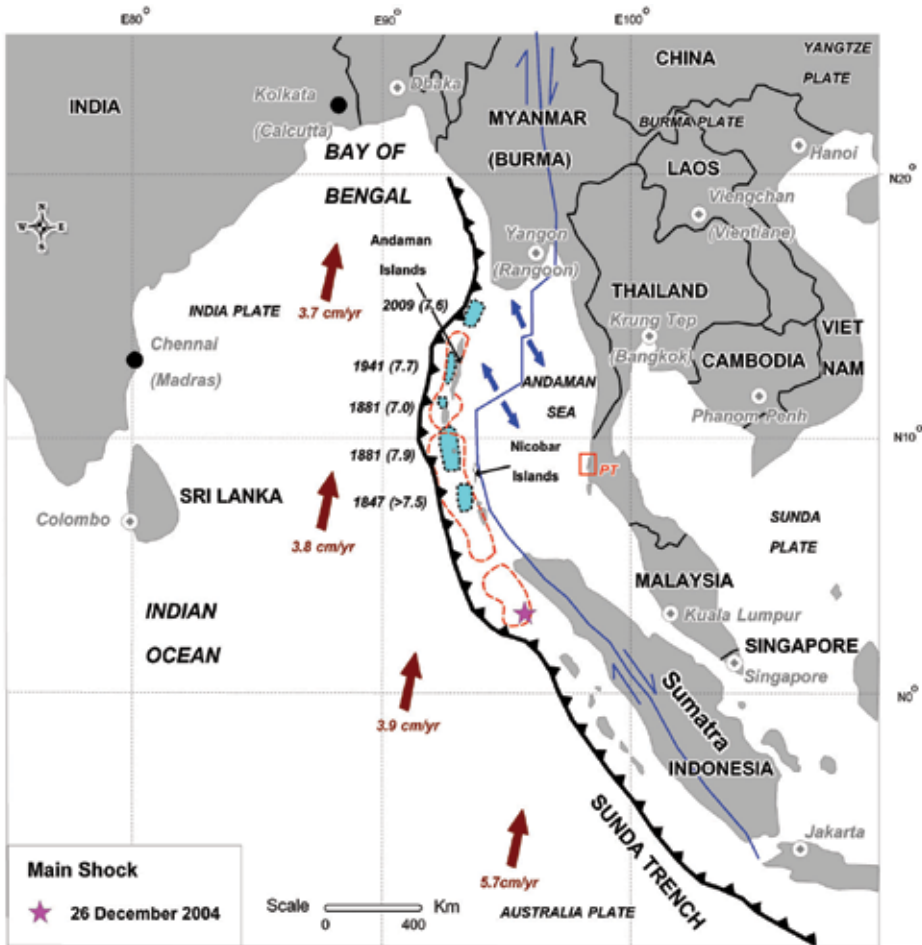 E80°
E90°
E100°
CHINA
YANGTZE
PLATE
INDIA
Kolkata
(Calcutta)
Dhaka
MYANMAR
(BURMA)
BURMA PLATE
Hanoi
LAOS
BAY OF
BENGAL
N20°
Viengchan
(Vientiane)
N
W E
S
Andaman
Islands
Yangon
(Rangoon)
THAILAND
2009 (7.6)
3.7 cm/yr
INDIA PLATE
Krung Tep
(Bangkok)
VIET
NAM
Chennai
(Madras)
1941 (7.7)
CAMBODIA
ANDAMAN
SEA
1881 (7.0)
Phanom Penh
N10°
1881 (7.9)
Nicobar
Islands
PT
SRI LANKA
1847 (>7.5)
Colombo
3.8 cm/yr
SUNDA
PLATE
MALAYSIA
INDIAN
OCEAN
Kuala Lumpur
SINGAPORE
Singapore
N0°
Sumatra
3.9 cm/yr
INDONESIA
SUNDA TRENCH
Jakarta
Main Shock
26 December 2004
5.7cm/yr
Scale
Km
0
400
AUSTRALIA PLATE